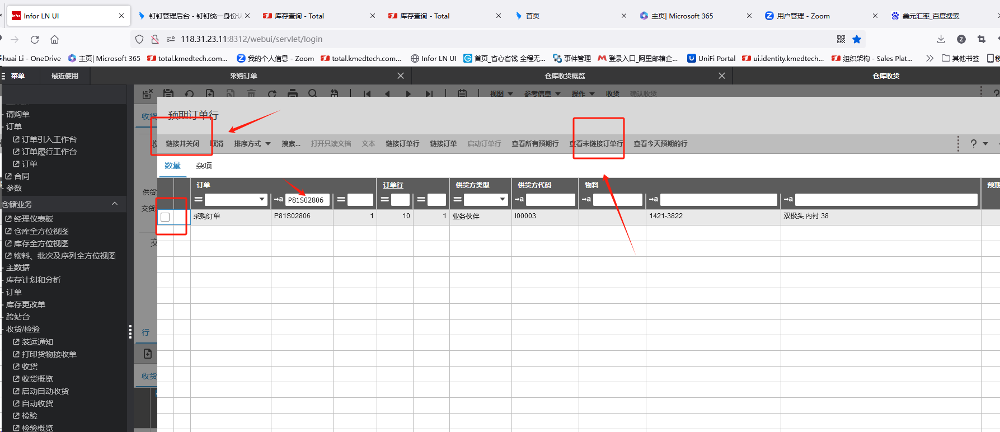 infor Infor LN UI
钉钉管理后台 - 钉钉统一身份认
库存查询 - Total
库存查询 - Total
首页
主页| Microsoft 365
用户管理 - Zoom
美元汇率_百度搜索
118.31.23.11:8312/webui/servlet/login
huai Li - OneDrive
主页| Microsoft 365
total.kmedtech.com...
我的个人信息 - Zoom
total.kmedtech.com...
Infor LN UI
首页_省心省钱 全程无...
事件管理
登录入口_阿里邮箱企...
UniFi Portal
ui.identity.kmedtech...
组织架构 - Sales Plat...
其他书签
菜单
最近使用
采购订单
仓库收货概览
仓库收货
视图
参考信息
操作
收货
确认收货
收货
预期订单行
链接并关闭
取消
排序方式
搜索...
打开只读文档
文本
链接订单行
链接订单
启动订单行
查看所有预期行
查看未链接订单行
查看今天预期的行
数量
杂项
订单
订单行
供货方类型
供货方代码
物料
预期
P81S02806
采购订单
P81S02806
1
10
1
业务伙伴
I00003
1421-3822
双极头 内衬 38
供货
交货
交
行
收货
请购单
订单
订单引入工作台
订单履行工作台
订单
合同
参数
仓储业务
经理仪表板
仓库全方位视图
库存全方位视图
物料、批次及序列全方位视图
主数据
库存计划和分析
订单
库存更改单
跨站台
收货/检验
装运通知
打印货物接收单
收货
收货概览
启动自动收货
自动收货
检验
检验概览